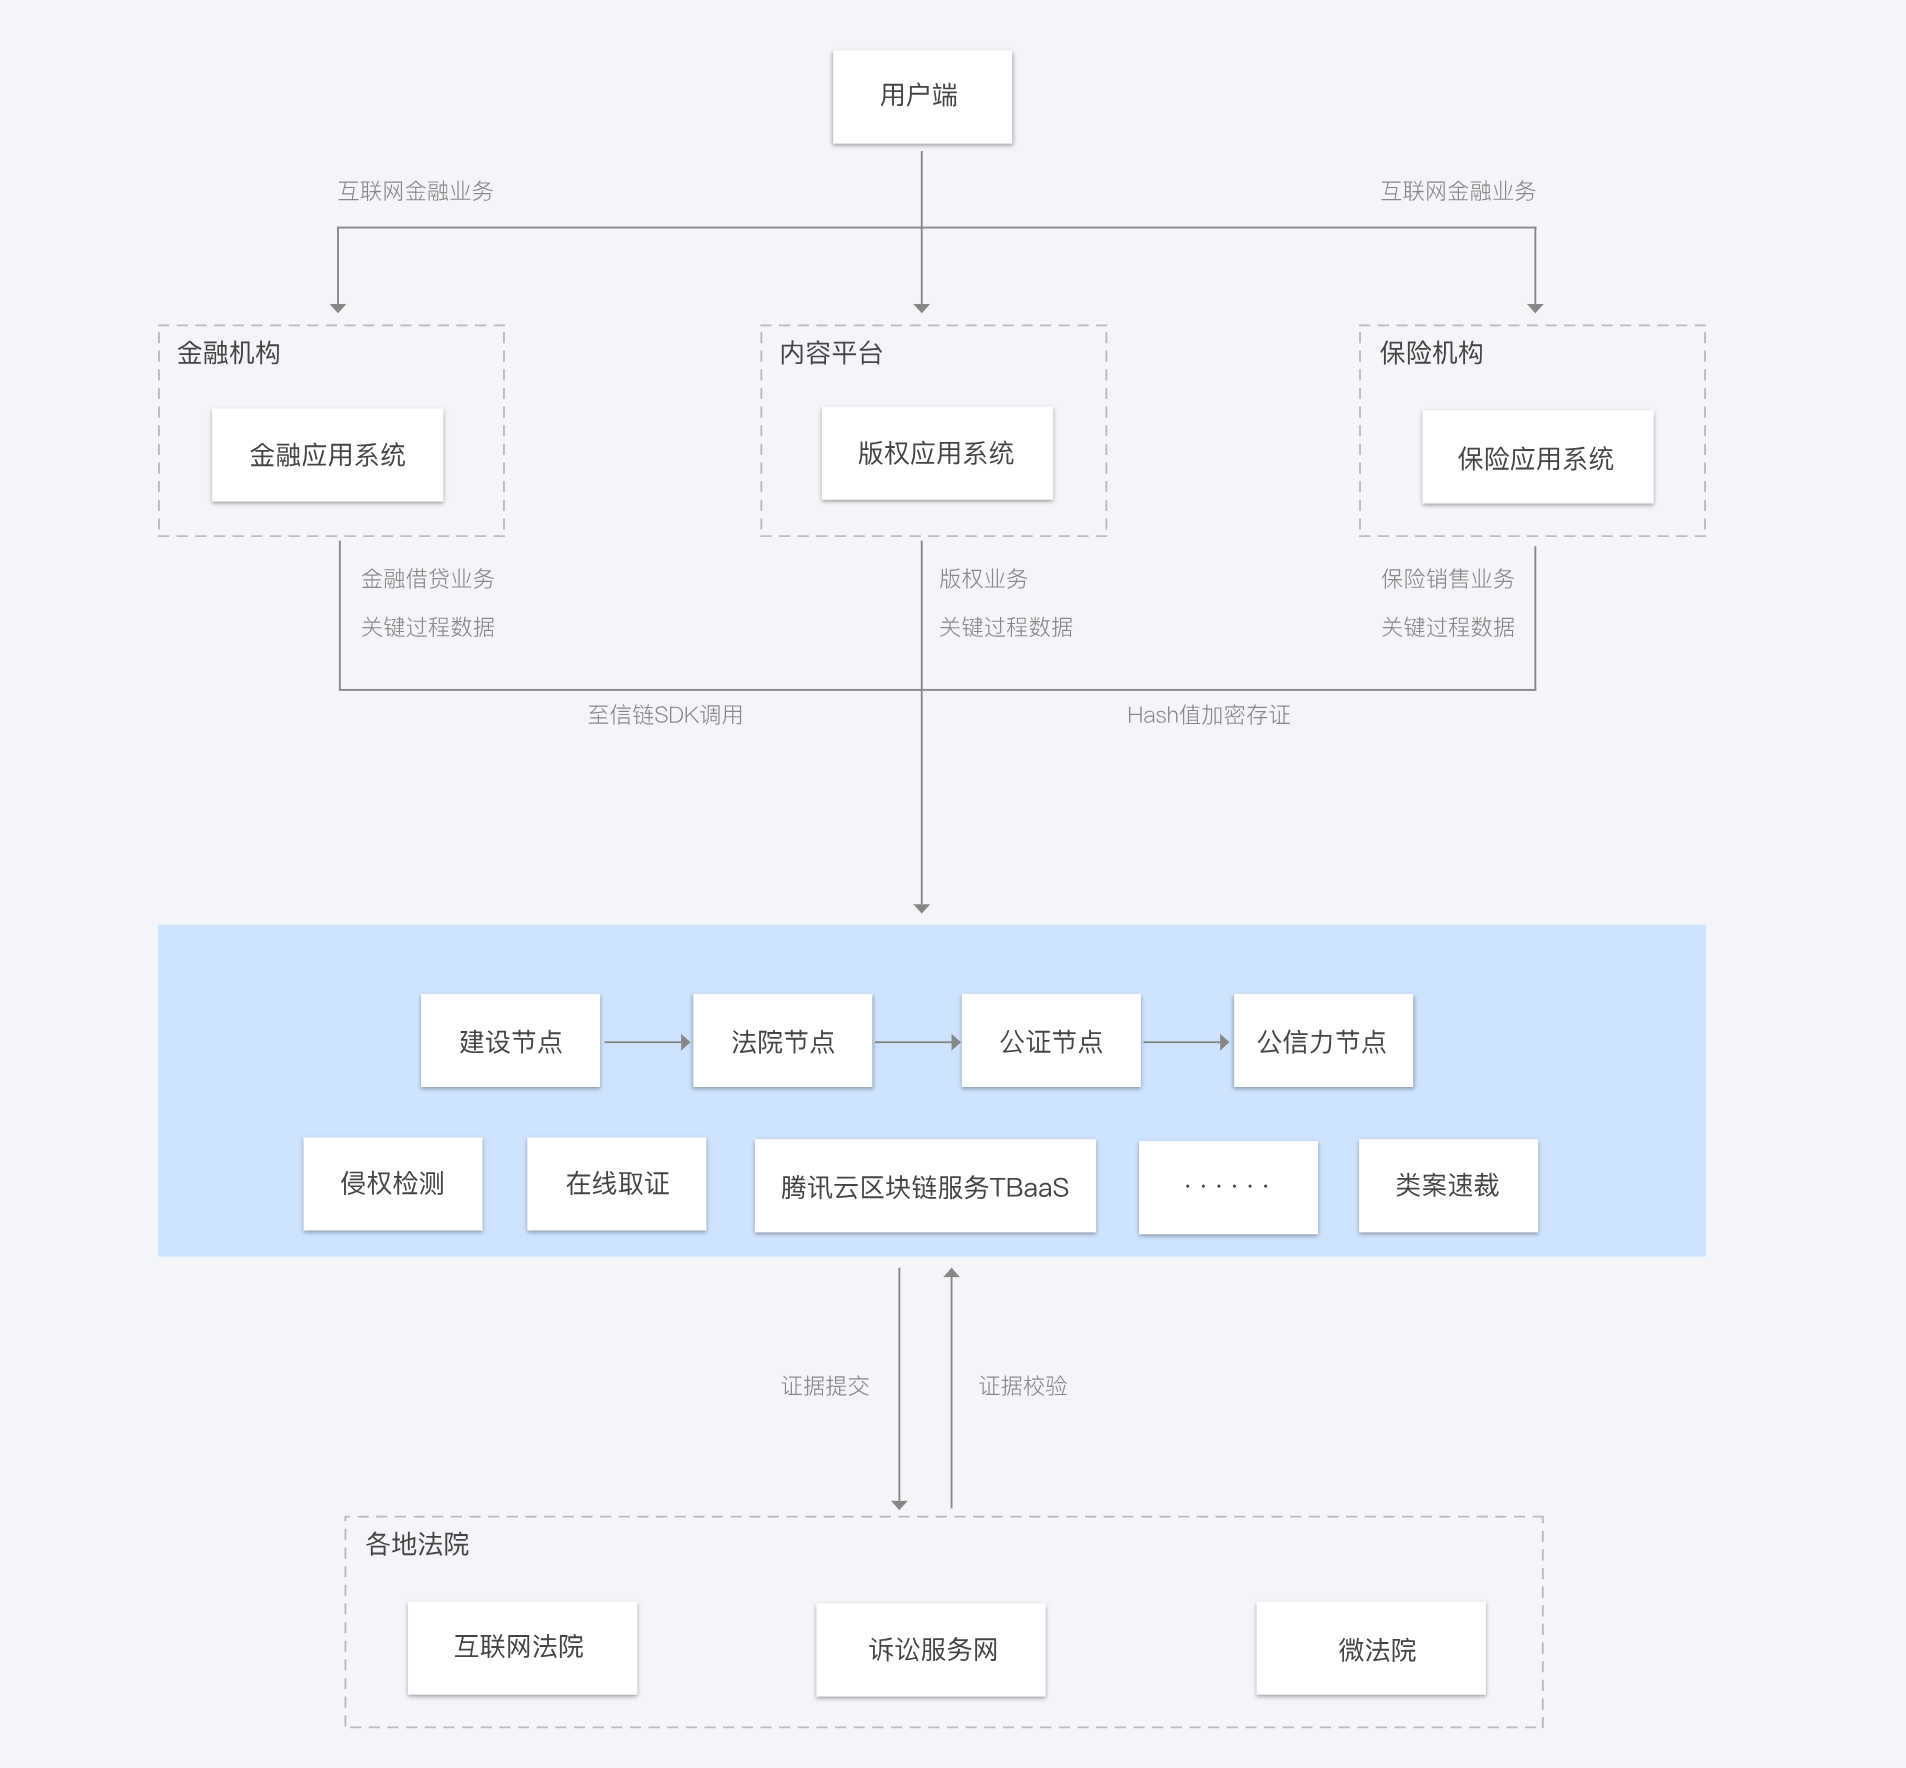 用户端
互联网金融业务
互联网金融业务
金融机构
内容平台
保险机构
金融应用系统
版权应用系统
保险应用系统
金融借贷业务
版权业务
保险销售业务
关键过程数据
关键过程数据
关键过程数据
至信链SDK调用
Hash值加密存证
建设节点
法院节点
公证节点
公信力节点
侵权检测
在线取证
腾讯云区块链服务TBaaS
······
类案速裁
证据提交
证据校验
各地法院
互联网法院
诉讼服务网
微法院